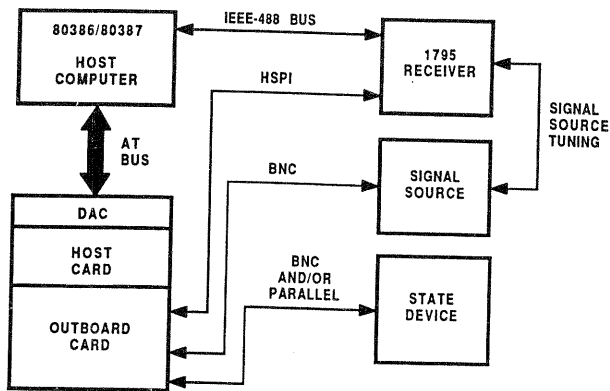 IEEE-488 BUS
80386/80387
HOST
COMPUTER
1795
RECEIVER
HSPI
SIGNAL
SOURCE
TUNING
AT
BUS
BNC
SIGNAL
SOURCE
DAC
HOST
CARD
BNC
AND/OR
PARALLEL
STATE
DEVICE
OUTBOARD
CARD